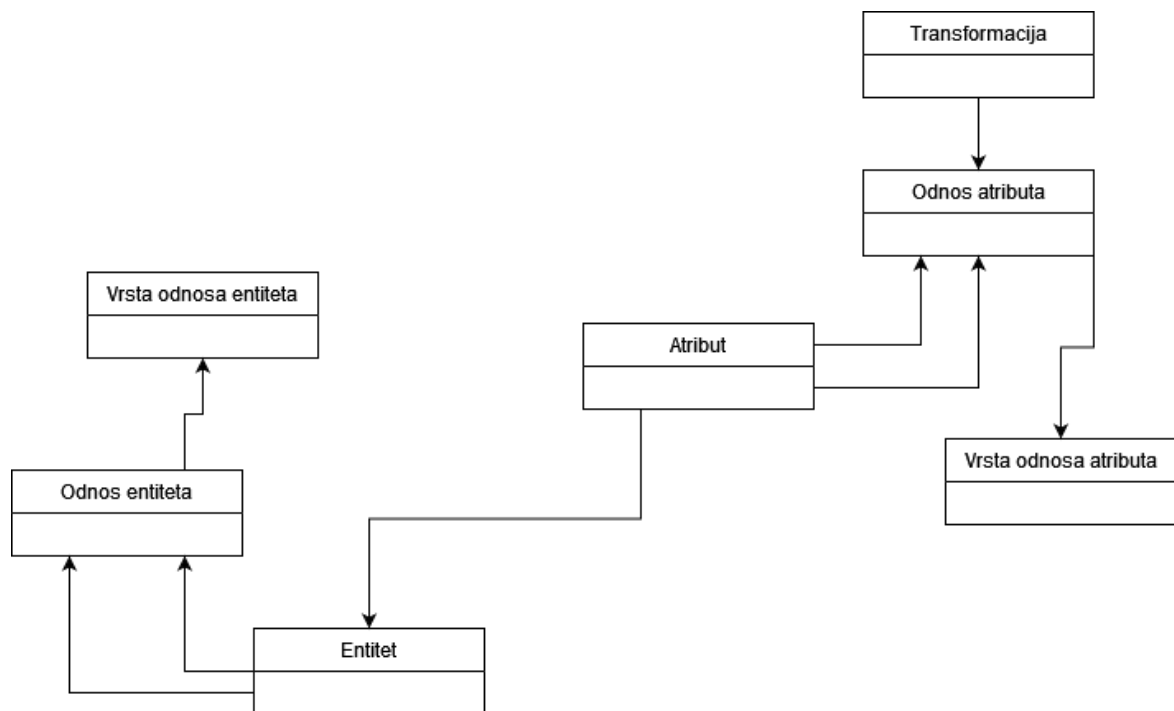 Transformacija
Odnos atributa
Vrsta odnosa entiteta
Atribut
Vrsta odnosa atributa
Odnos entiteta
Entitet